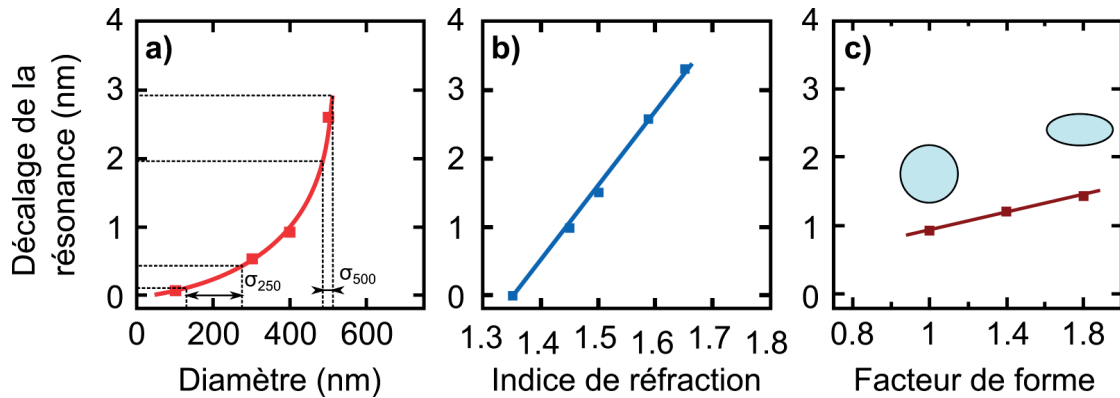 Décalage de la
résonance (nm)
a)
4
3
2
1
0
σ250
σ500
0
200
400
600
Diamètre (nm)
b)
4
3
2
1
0
1.3
1.4
1.5
1.6
1.7
1.8
Indice de réfraction
c)
4
3
2
1
0
0.8
1
1.4
1.8
Facteur de forme